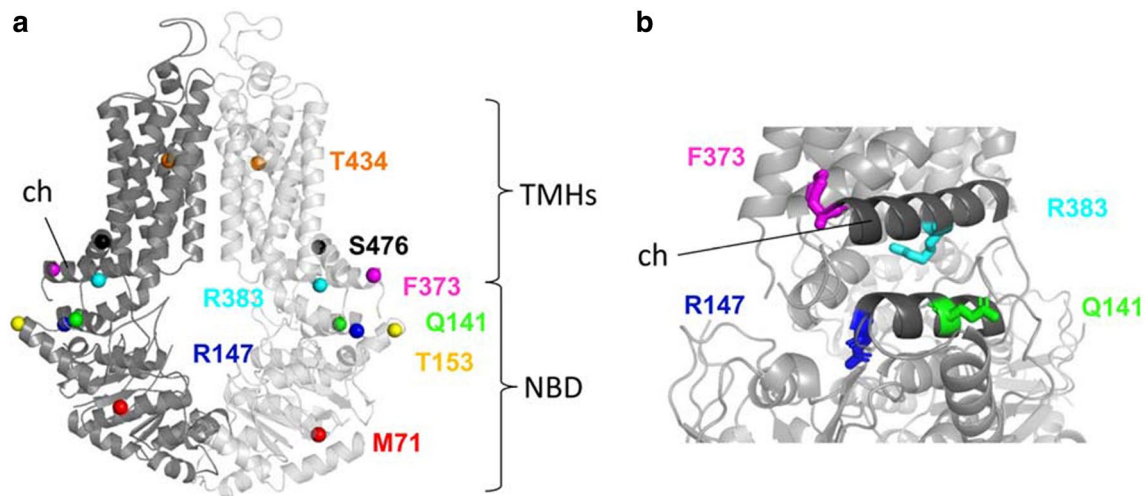 a
T434
ch
TMHs
S476
F373
R383
Q141
R147
T153
NBD
M71
b
F373
R383
ch
R147
Q141